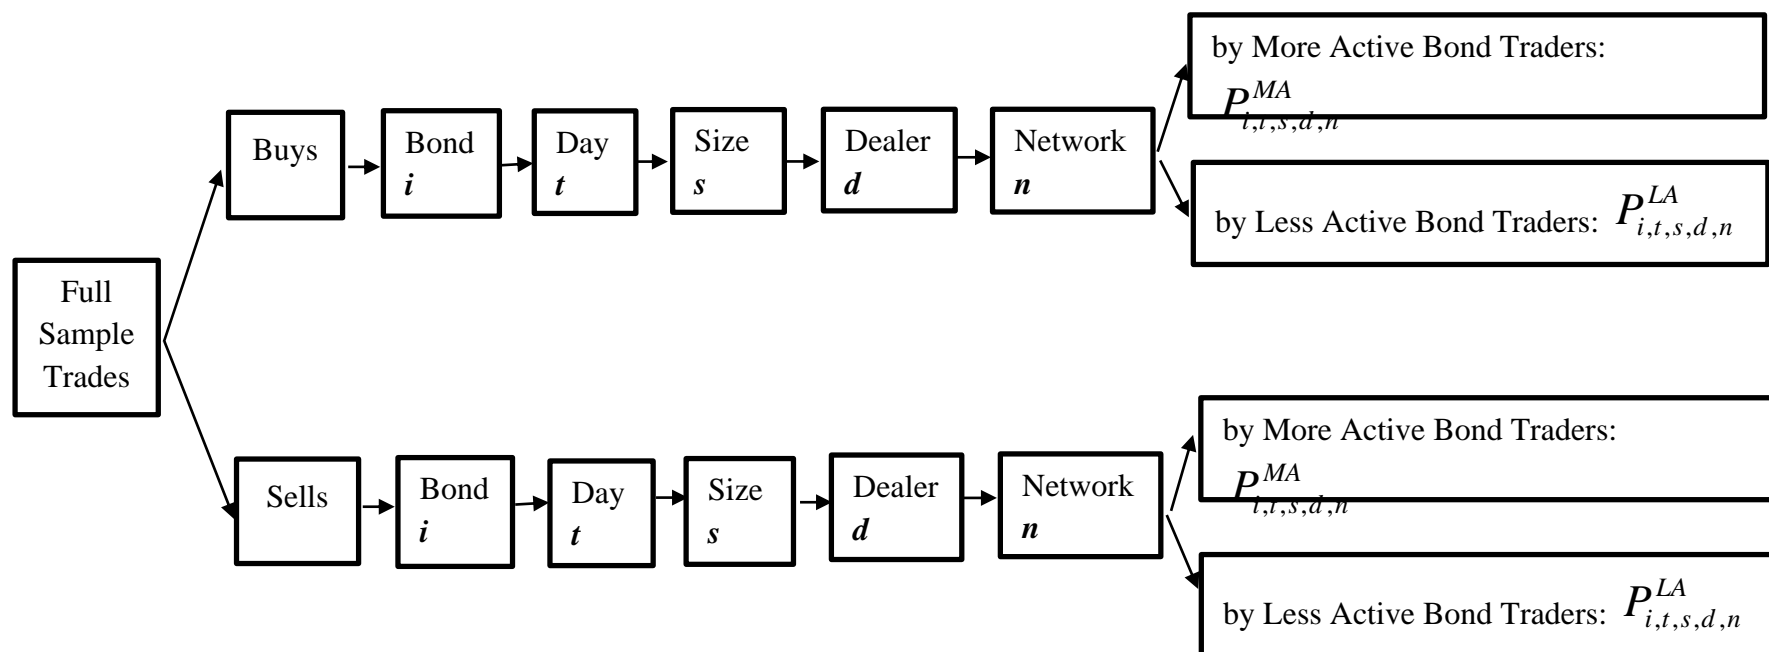 by More Active Bond Traders:
P^{MA}_{i,t,s,d,n}
Buys
Bond
i
Day
t
Size
s
Dealer
d
Network
n
by Less Active Bond Traders: P^{LA}_{i,t,s,d,n}
Full
Sample
Trades
by More Active Bond Traders:
P^{MA}_{i,t,s,d,n}
Sells
Bond
i
Day
t
Size
s
Dealer
d
Network
n
by Less Active Bond Traders: P^{LA}_{i,t,s,d,n}